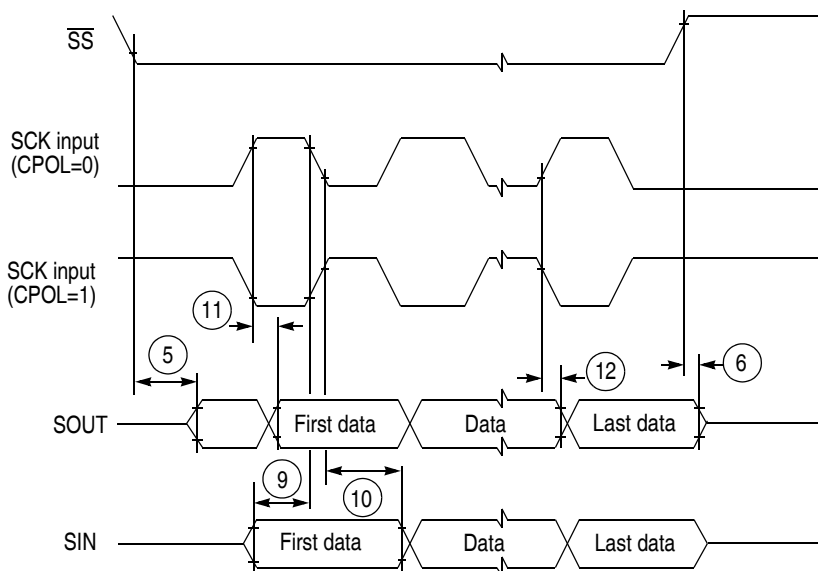 SS
SCK input
(CPOL=0)
SCK input
(CPOL=1)
11
5
12
6
SOUT
First data
Data
Last data
9
10
SIN
First data
Data
Last data